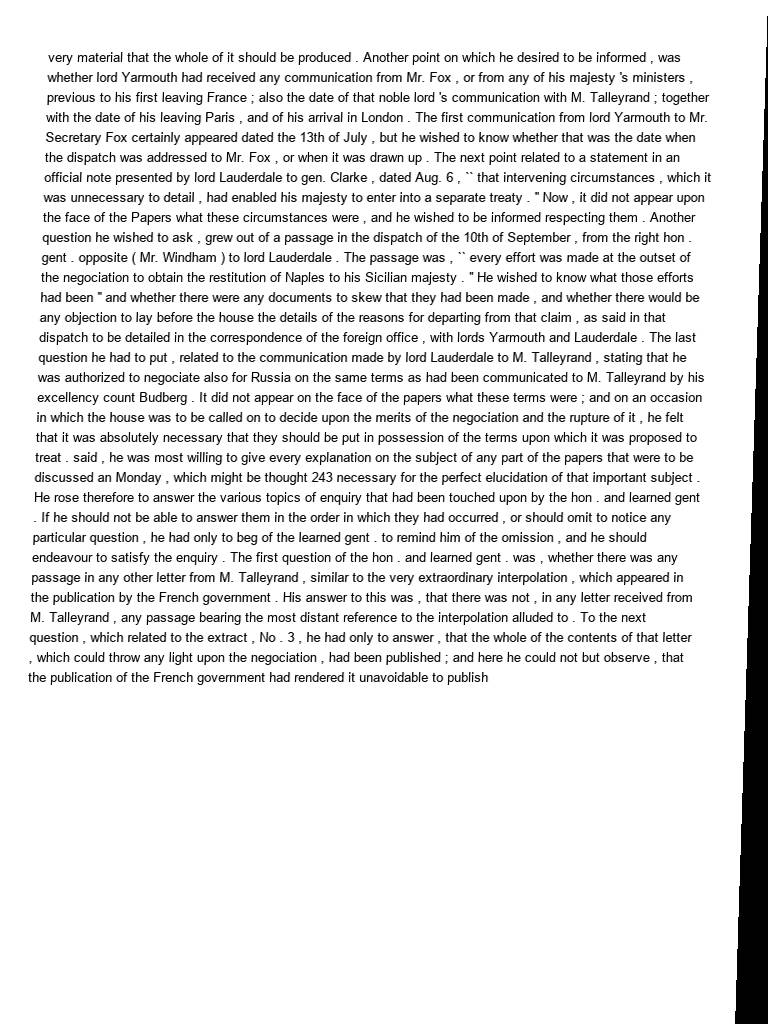 very material that the whole of it should be produced . Another point on which he desired to be informed , was
whether lord Yarmouth had received any communication from Mr. Fox , or from any of his majesty 's ministers ,
previous to his first leaving France ; also the date of that noble lord 's communication with M. Talleyrand ; together
with the date of his leaving Paris , and of his arrival in London . The first communication from lord Yarmouth to Mr.
Secretary Fox certainly appeared dated the 13th of July , but he wished to know whether that was the date when
the dispatch was addressed to Mr. Fox , or when it was drawn up . The next point related to a statement in an
official note presented by lord Lauderdale to gen. Clarke , dated Aug. 6 , `` that intervening circumstances , which it
was unnecessary to detail , had enabled his majesty to enter into a separate treaty . " Now , it did not appear upon
the face of the Papers what these circumstances were , and he wished to be informed respecting them . Another
question he wished to ask , grew out of a passage in the dispatch of the 10th of September , from the right hon .
gent . opposite ( Mr. Windham ) to lord Lauderdale . The passage was , `` every effort was made at the outset of
the negotiation to obtain the restitution of Naples to his Sicilian majesty . " He wished to know what those efforts
had been " and whether there were any documents to skew that they had been made , and whether there would be
any objection to lay before the house the details of the reasons for departing from that claim , as said in that
dispatch to be detailed in the correspondence of the foreign office , with lords Yarmouth and Lauderdale . The last
question he had to put , related to the communication made by lord Lauderdale to M. Talleyrand , stating that he
was authorized to negociate also for Russia on the same terms as had been communicated to M. Talleyrand by his
excellency count Budberg . It did not appear on the face of the papers what these terms were ; and on an occasion
in which the house was to be called on to decide upon the merits of the negociation and the rupture of it , he felt
that it was absolutely necessary that they should be put in possession of the terms upon which it was proposed to
treat . said , he was most willing to give every explanation on the subject of any part of the papers that were to be
discussed an Monday , which might be thought 243 necessary for the perfect elucidation of that important subject .
He rose therefore to answer the various topics of enquiry that had been touched upon by the hon . and learned gent
. If he should not be able to answer them in the order in which they had occurred , or should omit to notice any
particular question , he had only to beg of the learned gent . to remind him of the omission , and he should
endeavour to satisfy the enquiry . The first question of the hon . and learned gent . was , whether there was any
passage in any other letter from M. Talleyrand , similar to the very extraordinary interpolation , which appeared in
the publication by the French government . His answer to this was , that there was not , in any letter received from
M. Talleyrand , any passage bearing the most distant reference to the interpolation alluded to . To the next
question , which related to the extract , No . 3 , he had only to answer , that the whole of the contents of that letter
, which could throw any light upon the negociation , had been published ; and here he could not but observe , that
the publication of the French government had rendered it unavoidable to publish